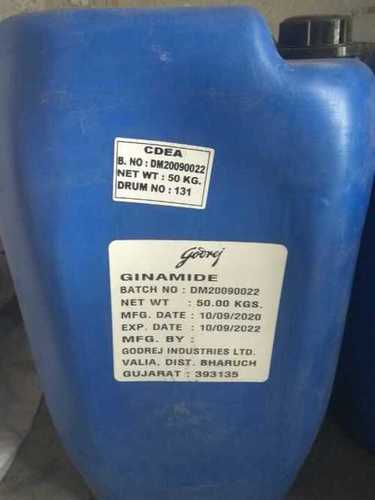 CDEA
B. NO : DM20090022
NET WT : 50 KG.
DRUM NO : 131
Godrej
GINAMIDE
BATCH NO : DM20090022
NET WT : 50.00 KGS.
MFG. DATE : 10/09/2020
EXP. DATE : 10/09/2022
MFG. BY :
GODREJ INDUSTRIES LTD.
VALIA, DIST. BHARUCH
GUJARAT : 393135